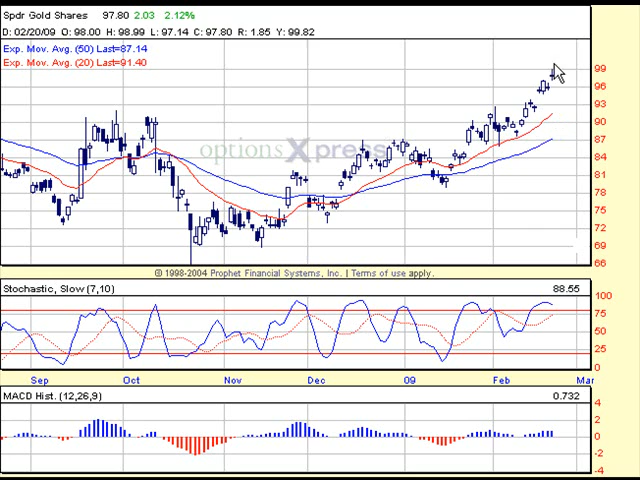 Spdr Gold Shares 97.80 2.03 2.12%
D: 02/20/09 O: 98.00 H: 98.99 L: 97.14 C: 97.80 R: 1.85 Y: 99.82
Exp. Mov. Avg. (50) Last=87.14
Exp. Mov. Avg. (20) Last=91.40
99
96
93
90
87
84
81
78
75
72
69
66
optionsXpress
© 1998-2004 Prophet Financial Systems, Inc. | Terms of use apply.
Stochastic, Slow (7,10) 88.55
100
75
50
25
0
Sep Oct Nov Dec 09 Feb Mar
MACD Hist. (12,26,9) 0.732
4
2
0
-2
-4